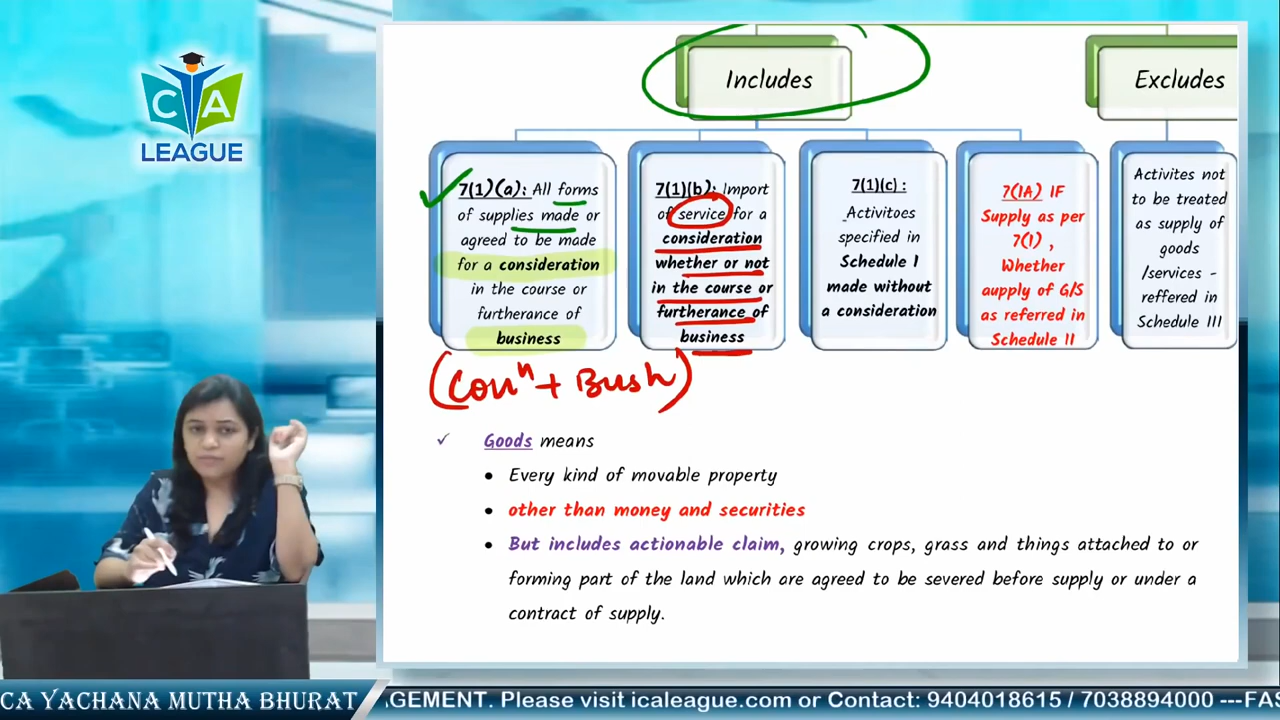 CA
LEAGUE
Includes
Excludes
7(1)(a): All forms
of supplies made or
agreed to be made
for a consideration
in the course or
furtherance of
business
7(1)(b): Import
of service for a
consideration
whether or not
in the course or
furtherance of
business
7(1)(c) :
Activitoes
specified in
Schedule I
made without
a consideration
7(1A) IF
Supply as per
7(1) ,
Whether
aupply of G/S
as referred in
Schedule II
Activites not
to be treated
as supply of
goods
/services -
reffered in
Schedule III
(Conⁿ + Bush)
✓ Goods means
• Every kind of movable property
• other than money and securities
• But includes actionable claim, growing crops, grass and things attached to or
forming part of the land which are agreed to be severed before supply or under a
contract of supply.
CA YACHANA MUTHA BHURAT
AGEMENT. Please visit icaleague.com or Contact: 9404018615 / 7038894000 ---FAS